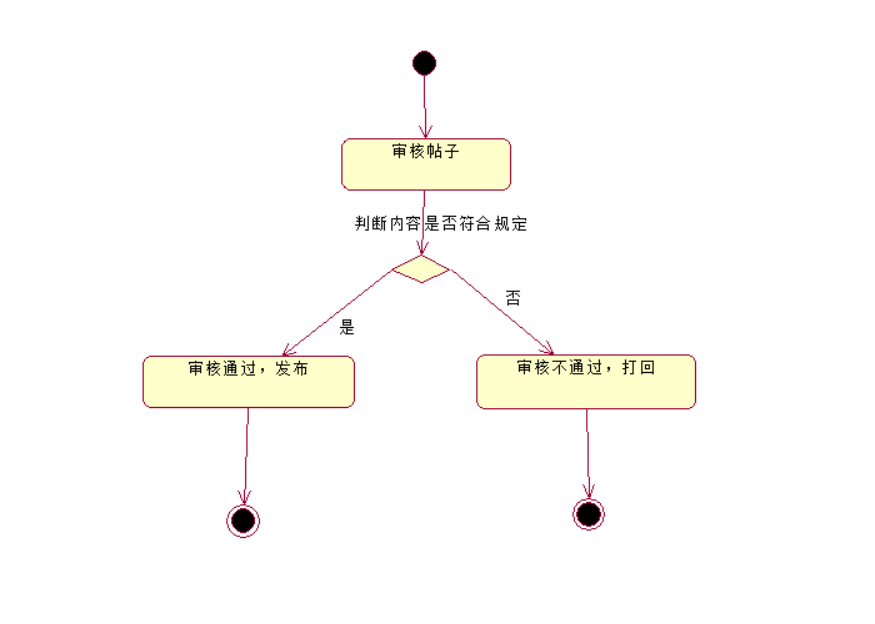 审核帖子
判断内容是否符合规定
否
是
审核通过，发布
审核不通过，打回